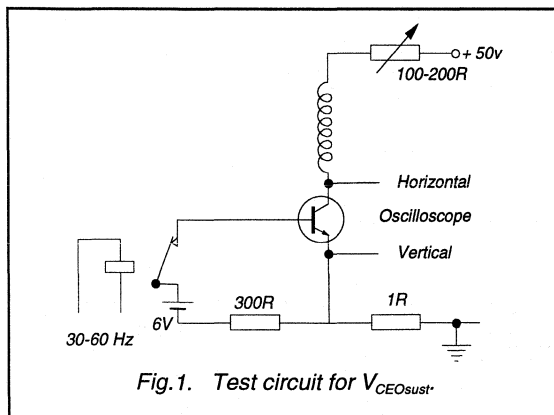 + 50v
100-200R
Horizontal
Oscilloscope
Vertical
300R
1R
6V
30-60 Hz
Fig.1. Test circuit for VCEOsust.